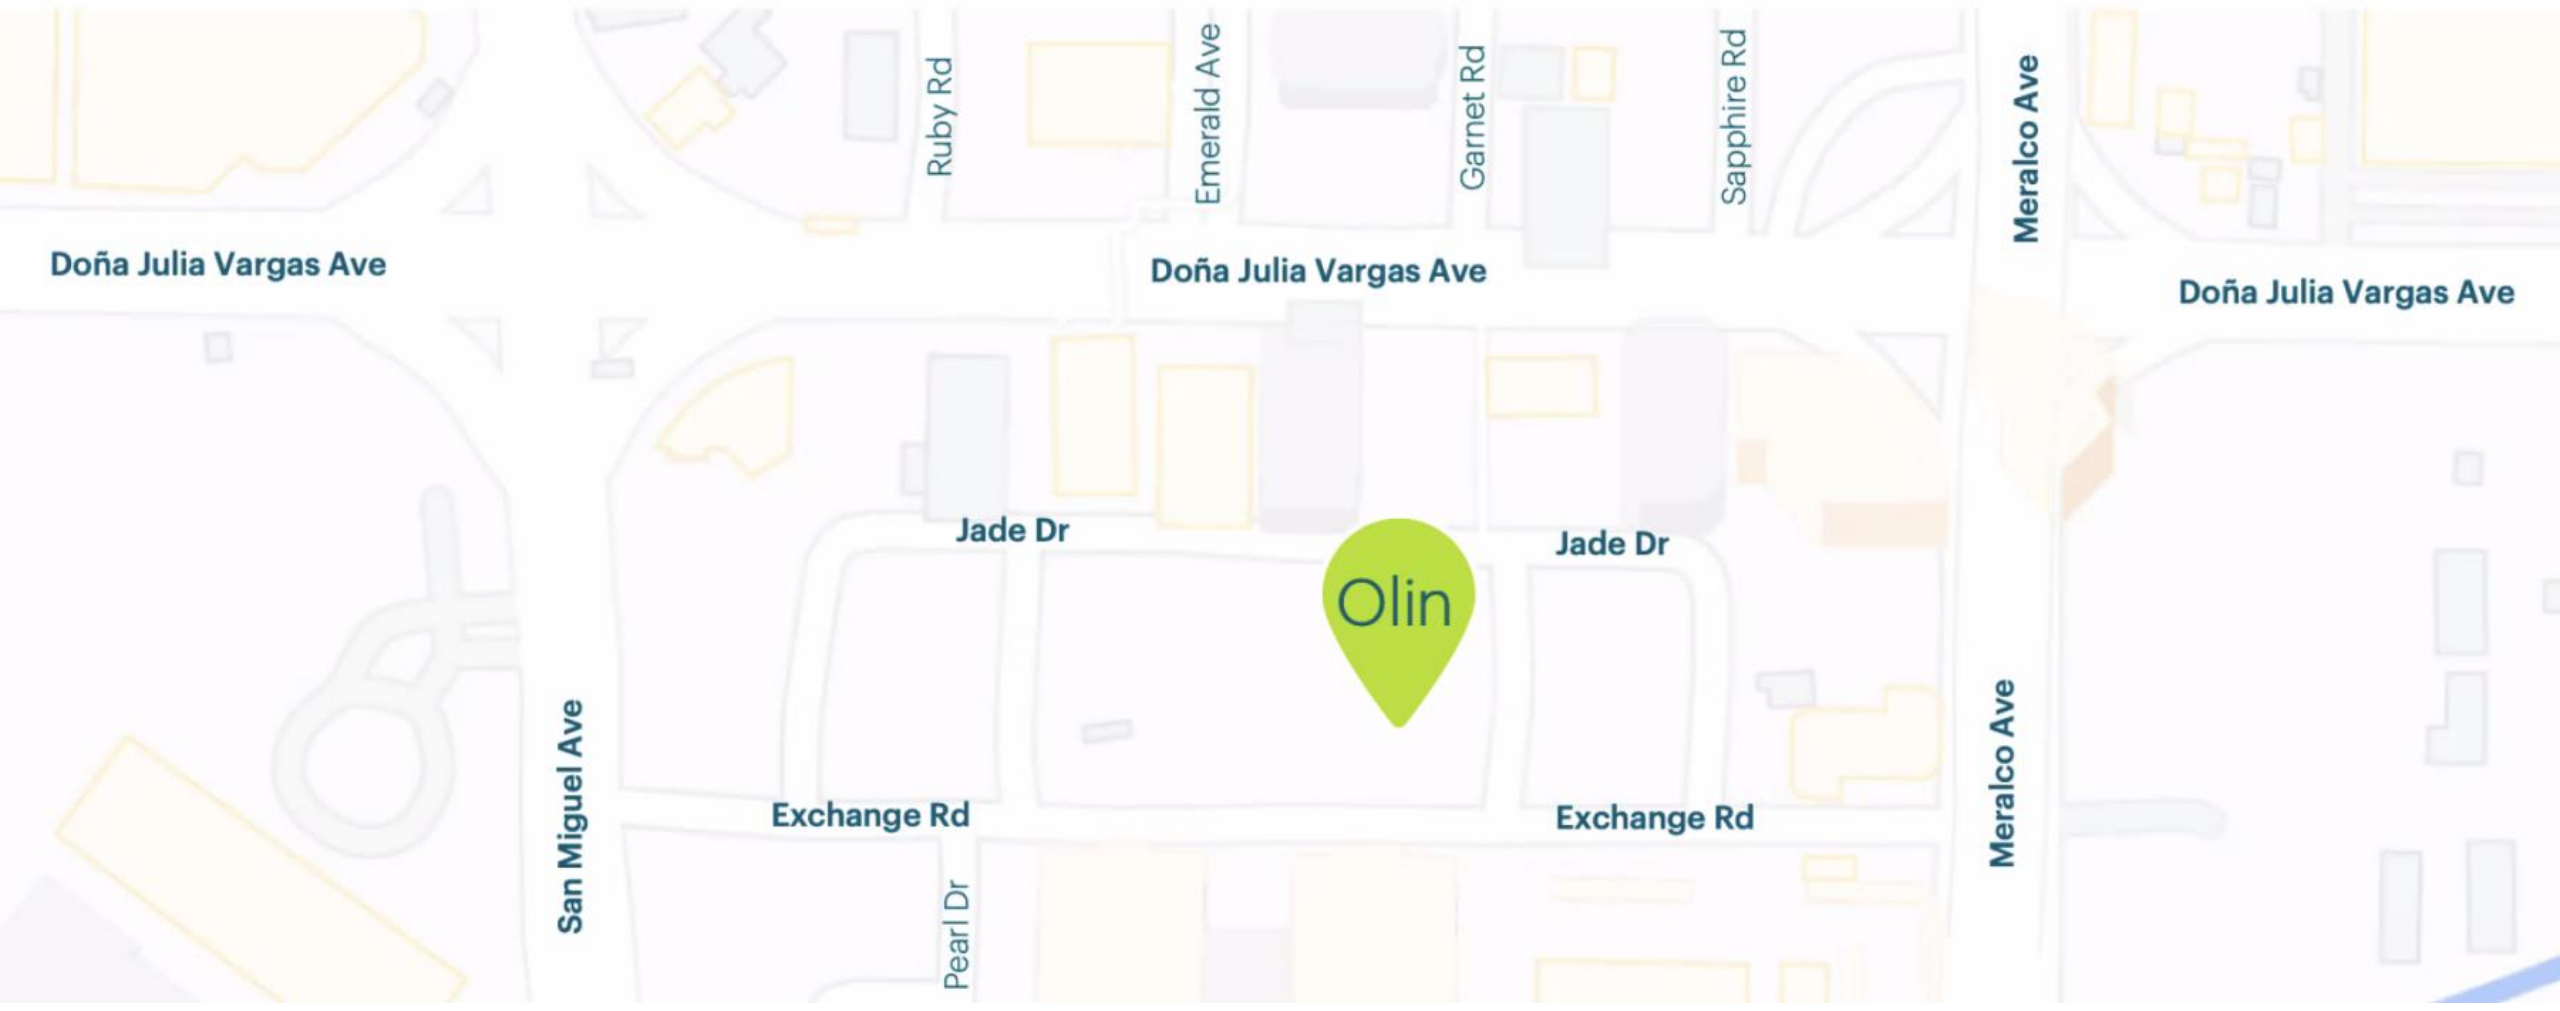 Ruby Rd
Emerald Ave
Garnet Rd
Sapphire Rd
Meralco Ave
Doña Julia Vargas Ave
Doña Julia Vargas Ave
Doña Julia Vargas Ave
Jade Dr
Jade Dr
Olin
San Miguel Ave
Exchange Rd
Exchange Rd
Meralco Ave
Pearl Dr